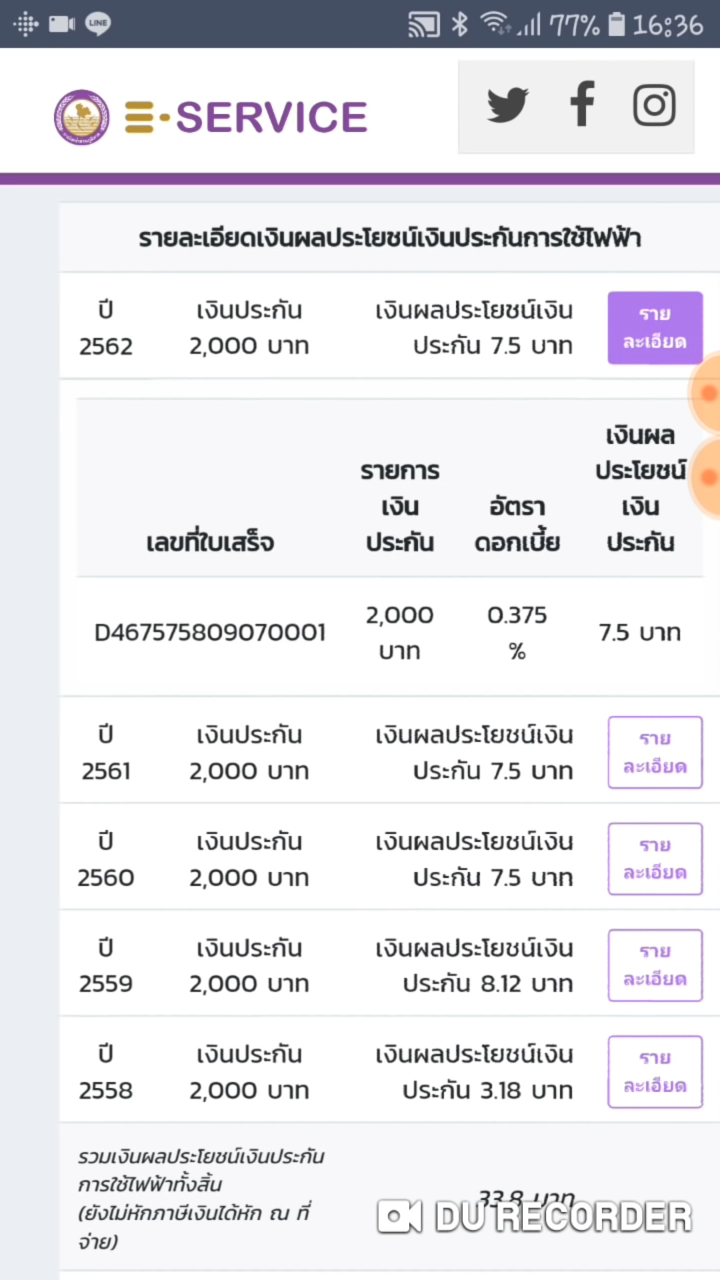 LINE
77% 16:36
E-SERVICE
รายละเอียดเงินผลประโยชน์เงินประกันการใช้ไฟฟ้า
ปี 2562
เงินประกัน 2,000 บาท
เงินผลประโยชน์เงินประกัน 7.5 บาท
รายละเอียด
เลขที่ใบเสร็จ
รายการเงินประกัน
อัตราดอกเบี้ย
เงินผลประโยชน์เงินประกัน
D467575809070001
2,000 บาท
0.375 %
7.5 บาท
ปี 2561
เงินประกัน 2,000 บาท
เงินผลประโยชน์เงินประกัน 7.5 บาท
รายละเอียด
ปี 2560
เงินประกัน 2,000 บาท
เงินผลประโยชน์เงินประกัน 7.5 บาท
รายละเอียด
ปี 2559
เงินประกัน 2,000 บาท
เงินผลประโยชน์เงินประกัน 8.12 บาท
รายละเอียด
ปี 2558
เงินประกัน 2,000 บาท
เงินผลประโยชน์เงินประกัน 3.18 บาท
รายละเอียด
รวมเงินผลประโยชน์เงินประกัน
การใช้ไฟฟ้าทั้งสิ้น
(ยังไม่หักภาษีเงินได้หัก ณ ที่
จ่าย)
33.8 บาท
DU RECORDER